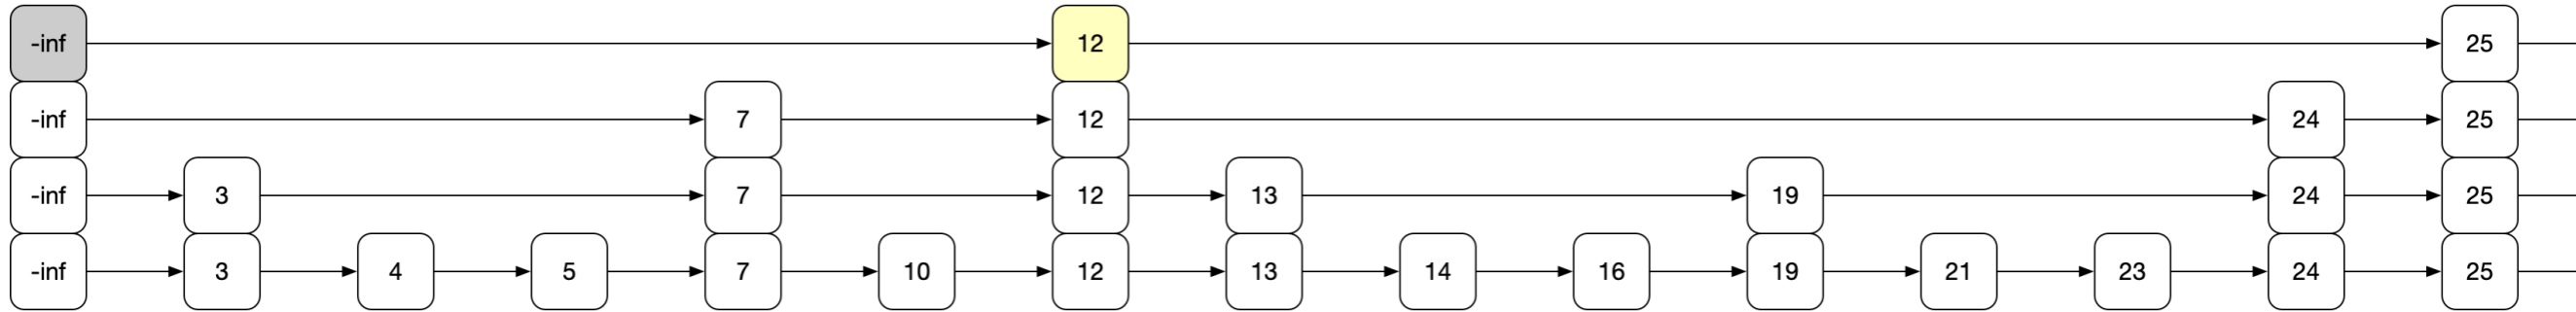 -inf 12 25
-inf 7 12 24 25
-inf 3 7 12 13 19 24 25
-inf 3 4 5 7 10 12 13 14 16 19 21 23 24 25